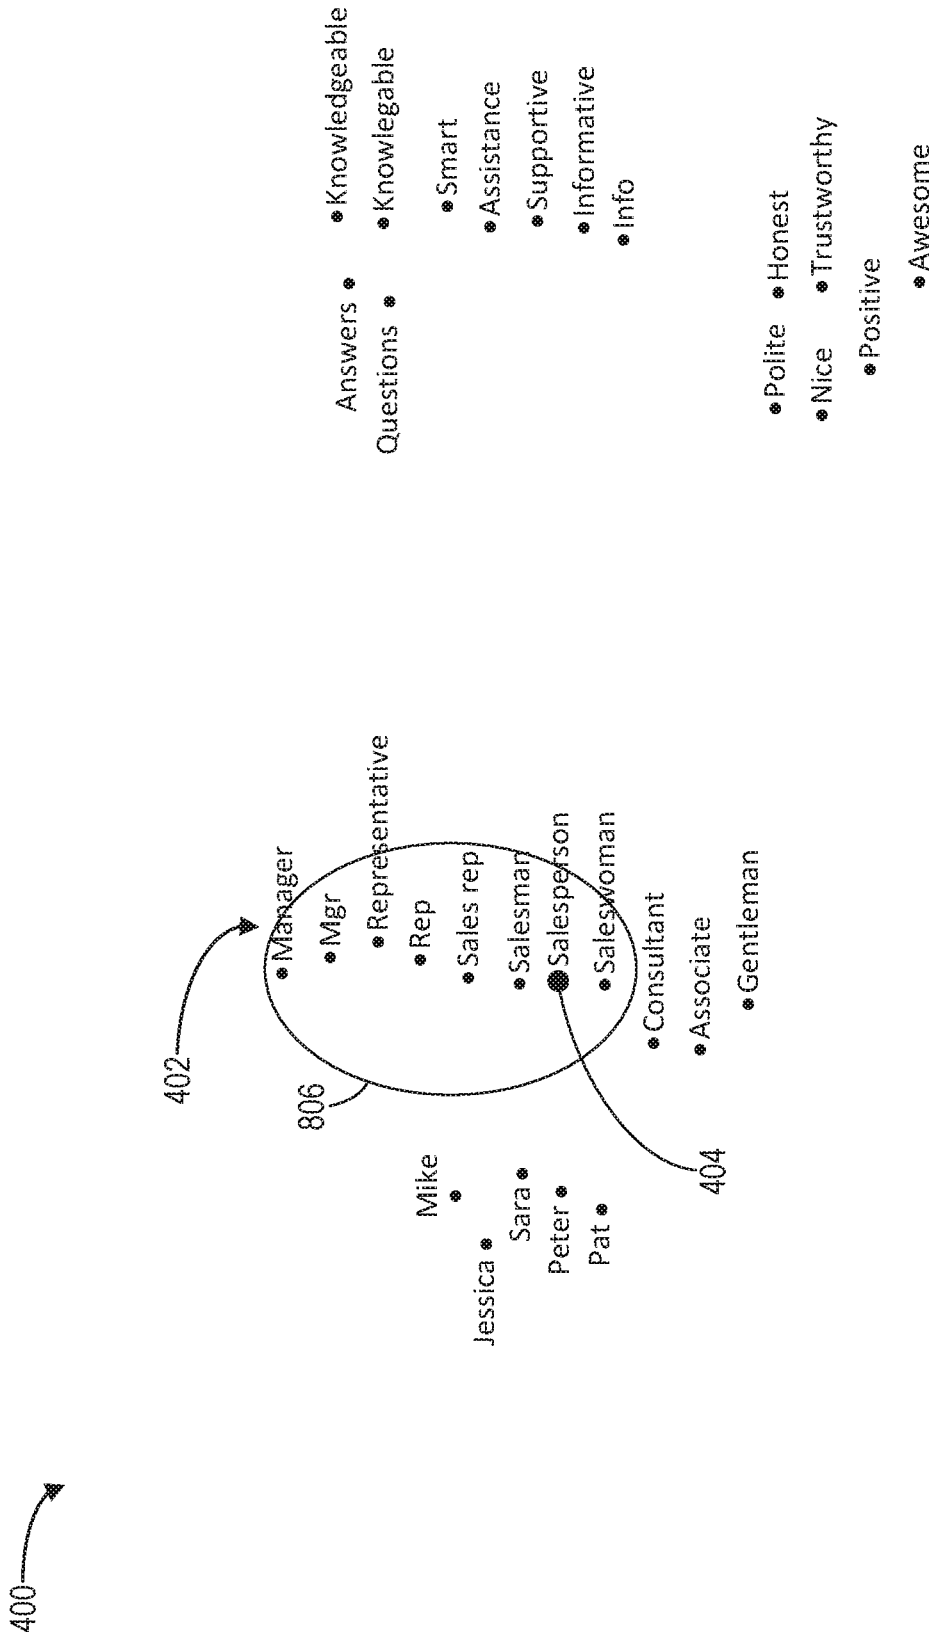 400
402
806
404
Mike
Jessica
Sara
Peter
Pat
Manager
Mgr
Representative
Rep
Sales rep
Salesman
Salesperson
Saleswoman
Consultant
Associate
Gentleman
Answers
Questions
Knowledgeable
Knowlegable
Smart
Assistance
Supportive
Informative
Info
Polite
Honest
Nice
Trustworthy
Positive
Awesome